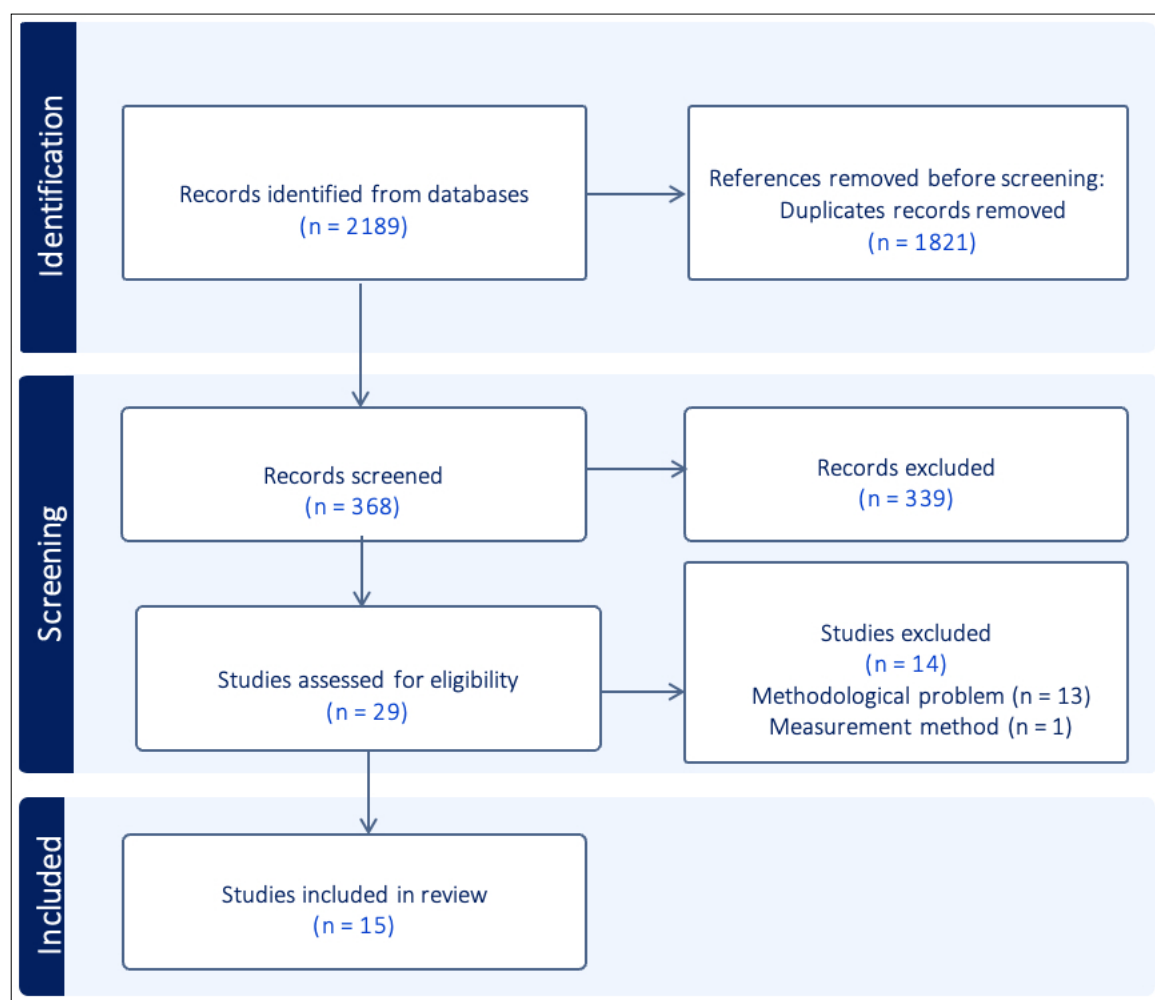 Identification
Records identified from databases
(n = 2189)
References removed before screening:
Duplicates records removed
(n = 1821)
Screening
Records screened
(n = 368)
Records excluded
(n = 339)
Studies assessed for eligibility
(n = 29)
Studies excluded
(n = 14)
Methodological problem (n = 13)
Measurement method (n = 1)
Included
Studies included in review
(n = 15)